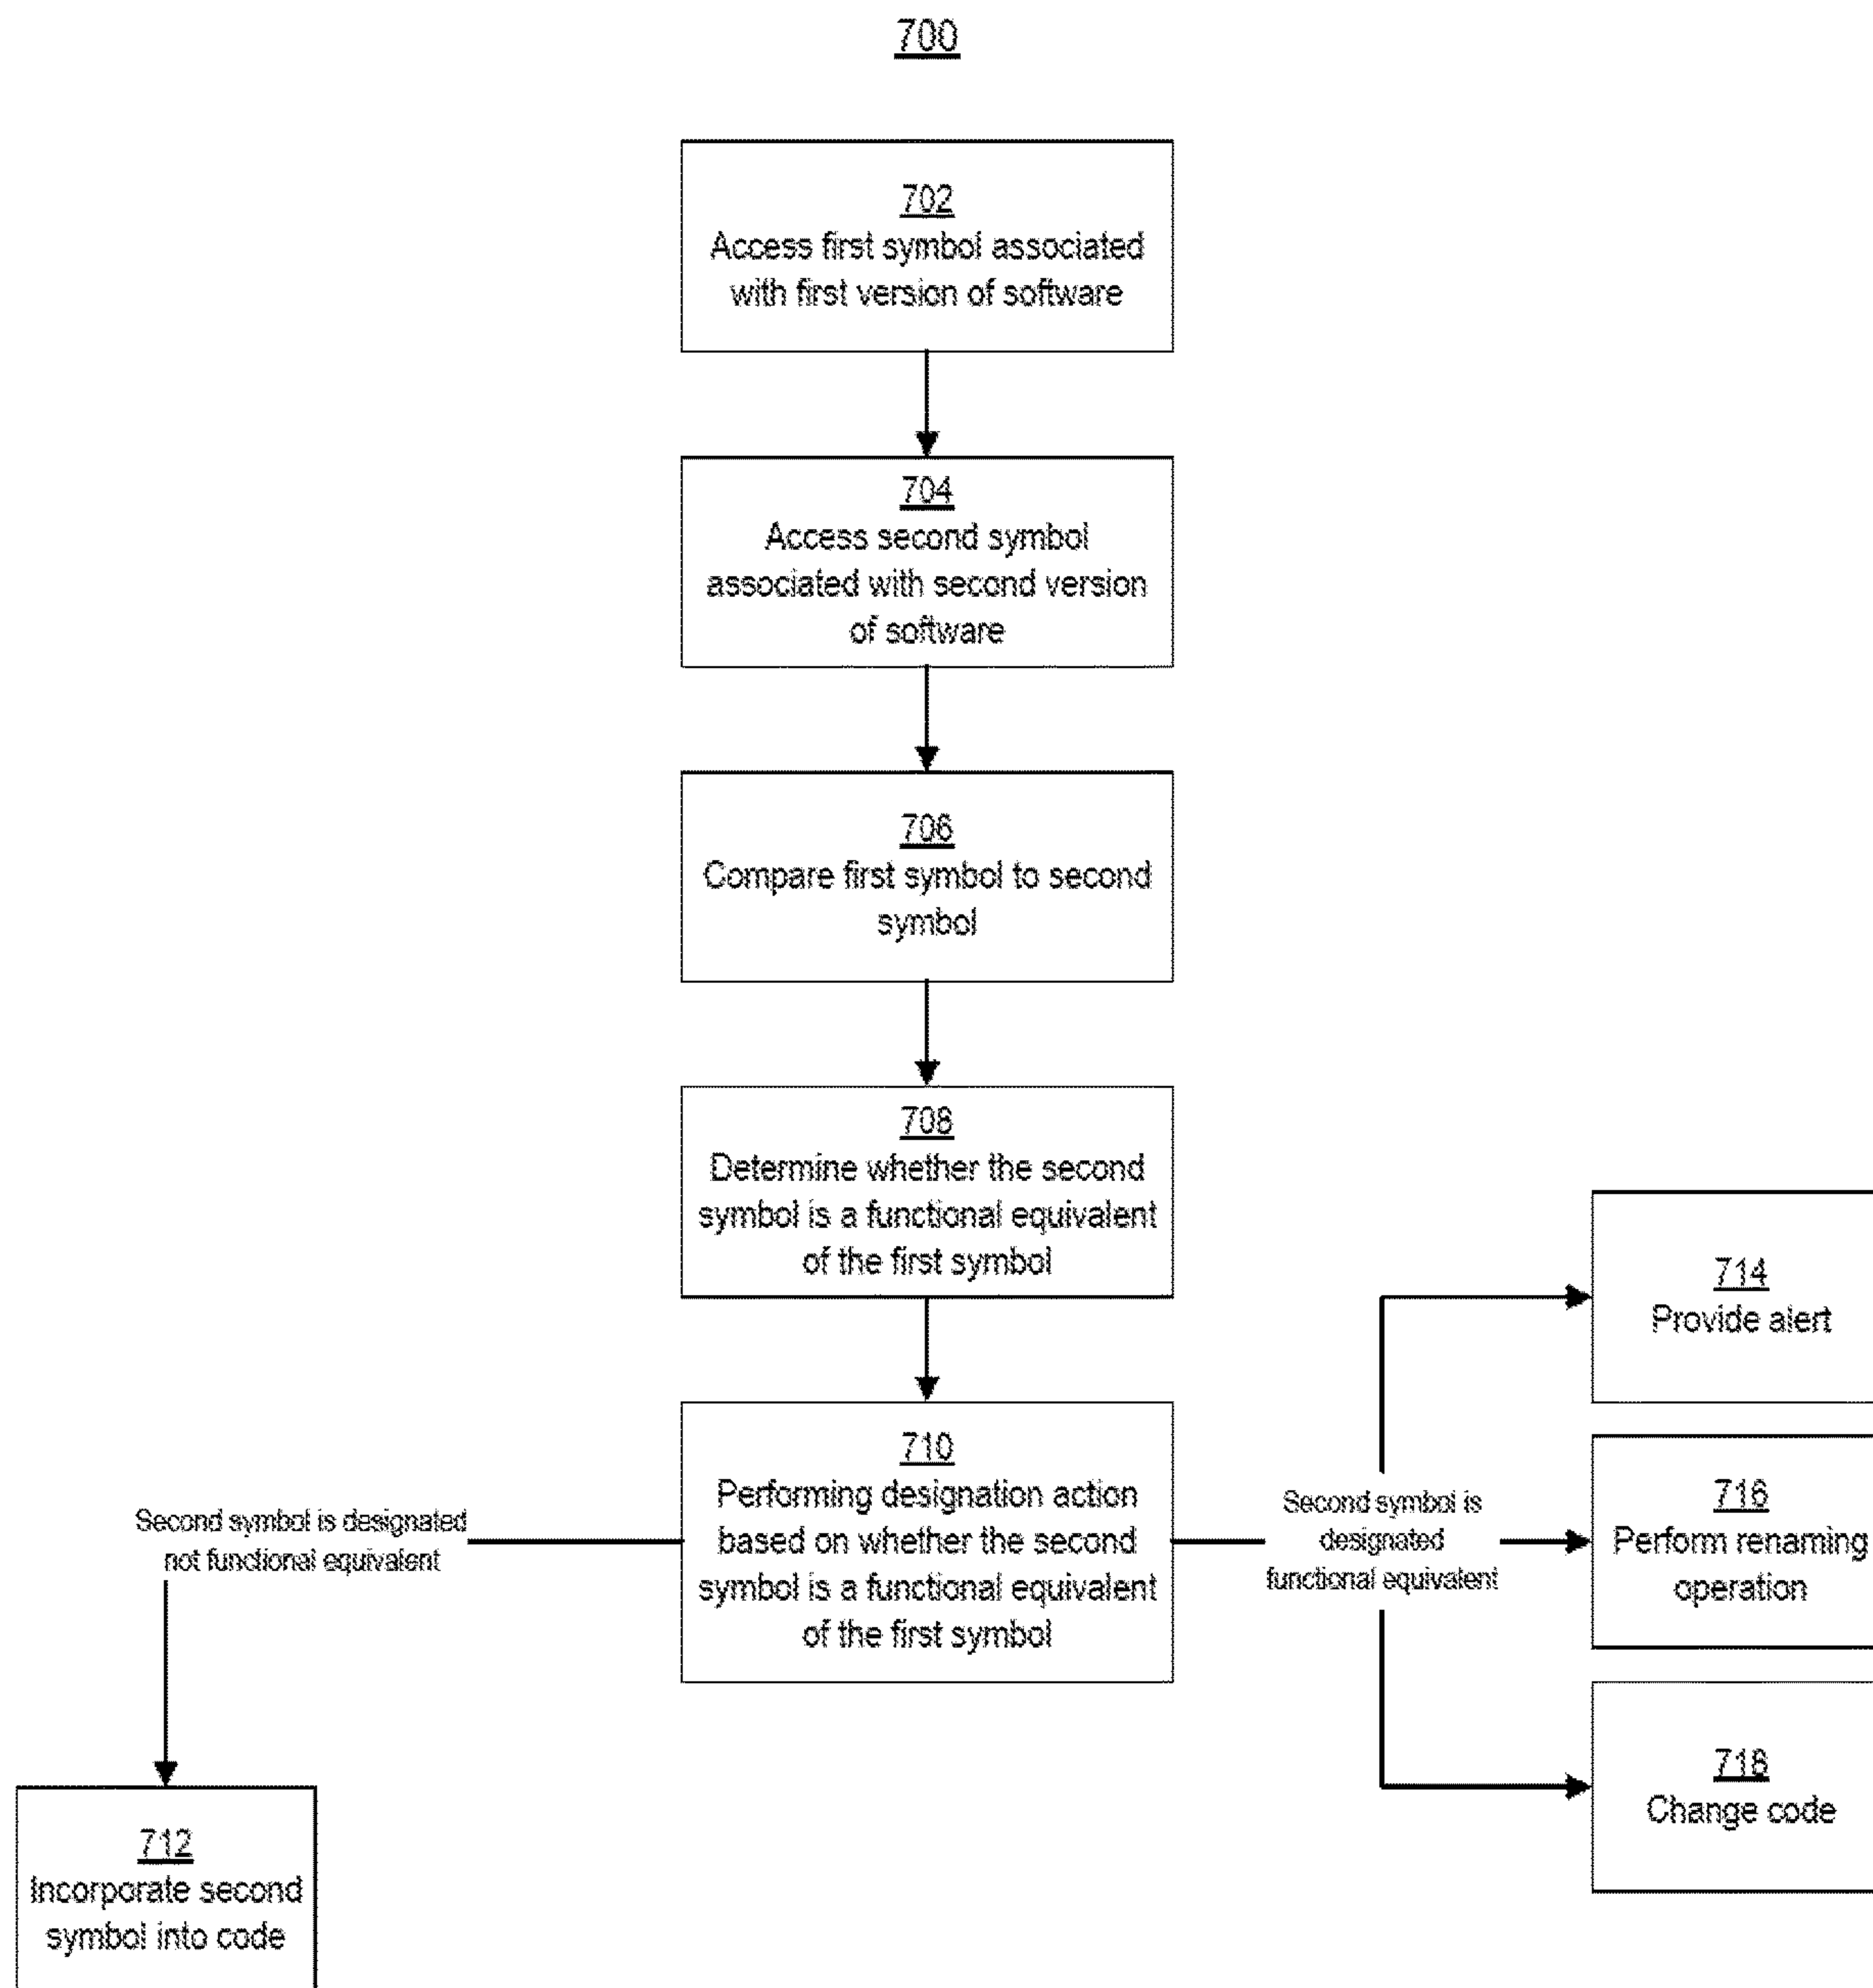 700
702
Access first symbol associated
with first version of software
704
Access second symbol
associated with second version
of software
706
Compare first symbol to second
symbol
708
Determine whether the second
symbol is a functional equivalent
of the first symbol
710
Performing designation action
based on whether the second
symbol is a functional equivalent
of the first symbol
Second symbol is designated
not functional equivalent
Second symbol is
designated
functional equivalent
712
Incorporate second
symbol into code
714
Provide alert
716
Perform renaming
operation
718
Change code